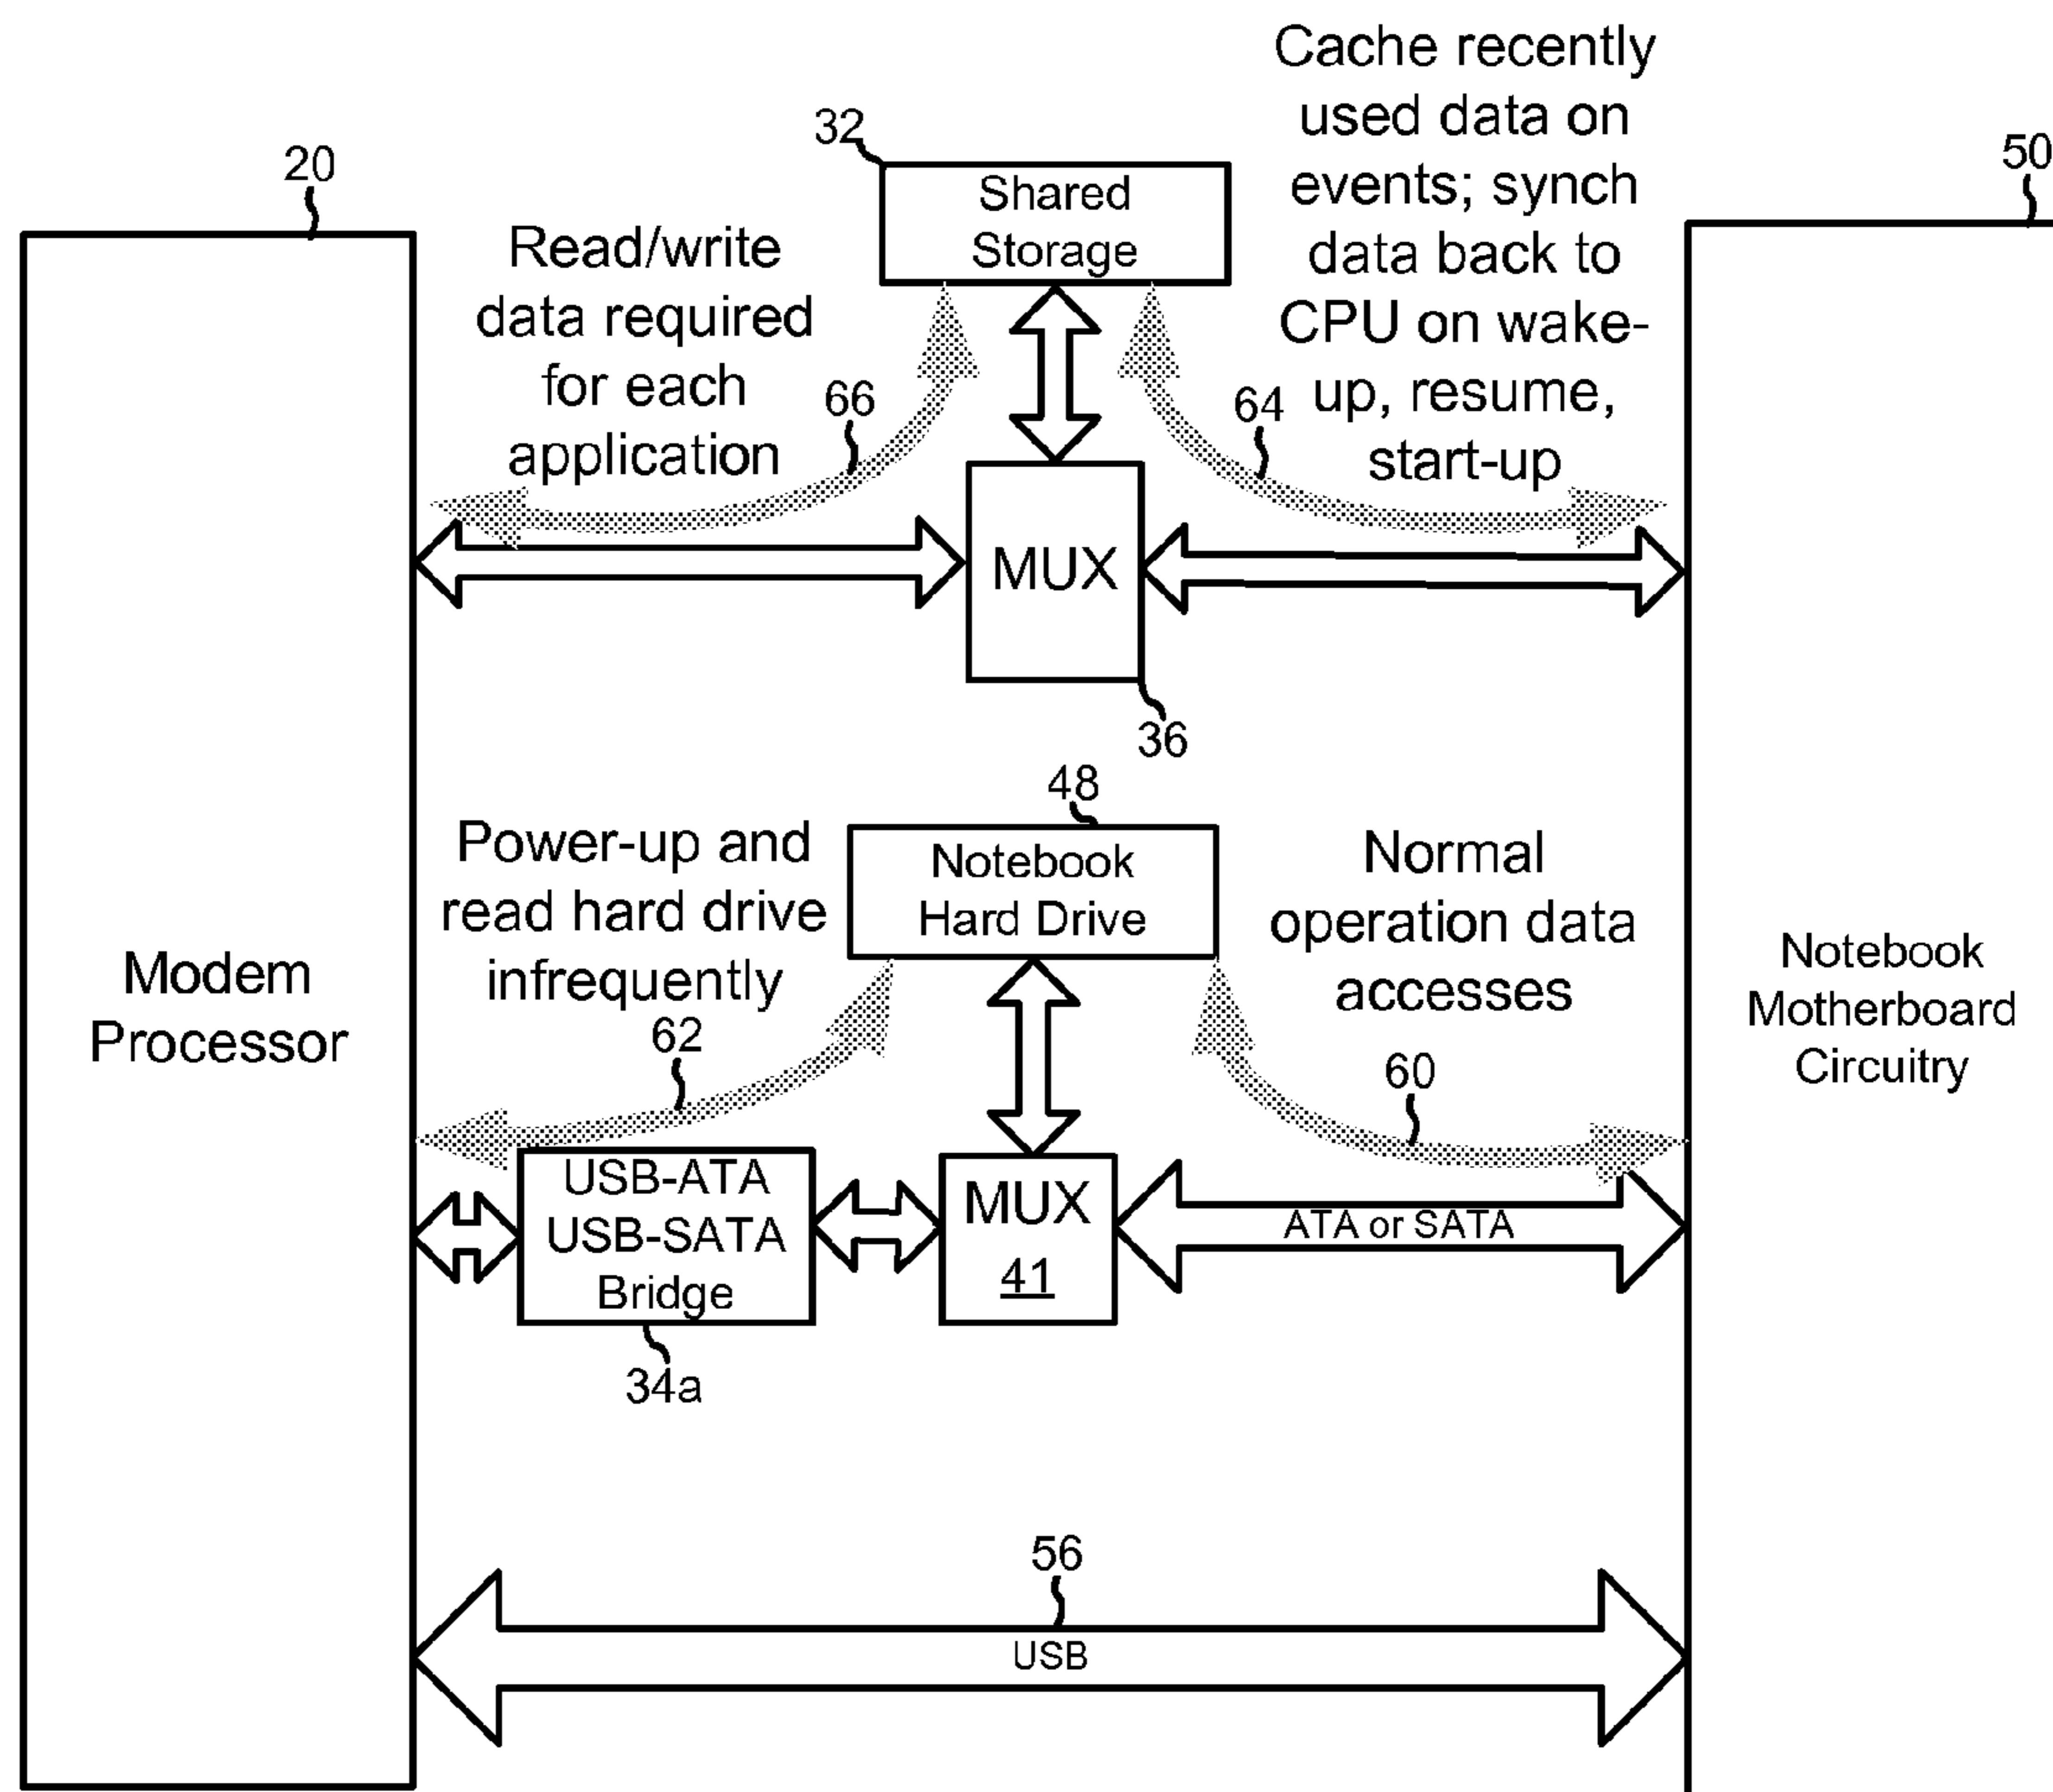 20
Modem
Processor
Read/write
data required
for each
application
66
32
Shared
Storage
Cache recently
used data on
events; synch
data back to
CPU on wake-
up, resume,
start-up
64
50
MUX
36
48
Notebook
Hard Drive
Power-up and
read hard drive
infrequently
62
Normal
operation data
accesses
60
Notebook
Motherboard
Circuitry
USB-ATA
USB-SATA
Bridge
34a
MUX
41
ATA or SATA
56
USB